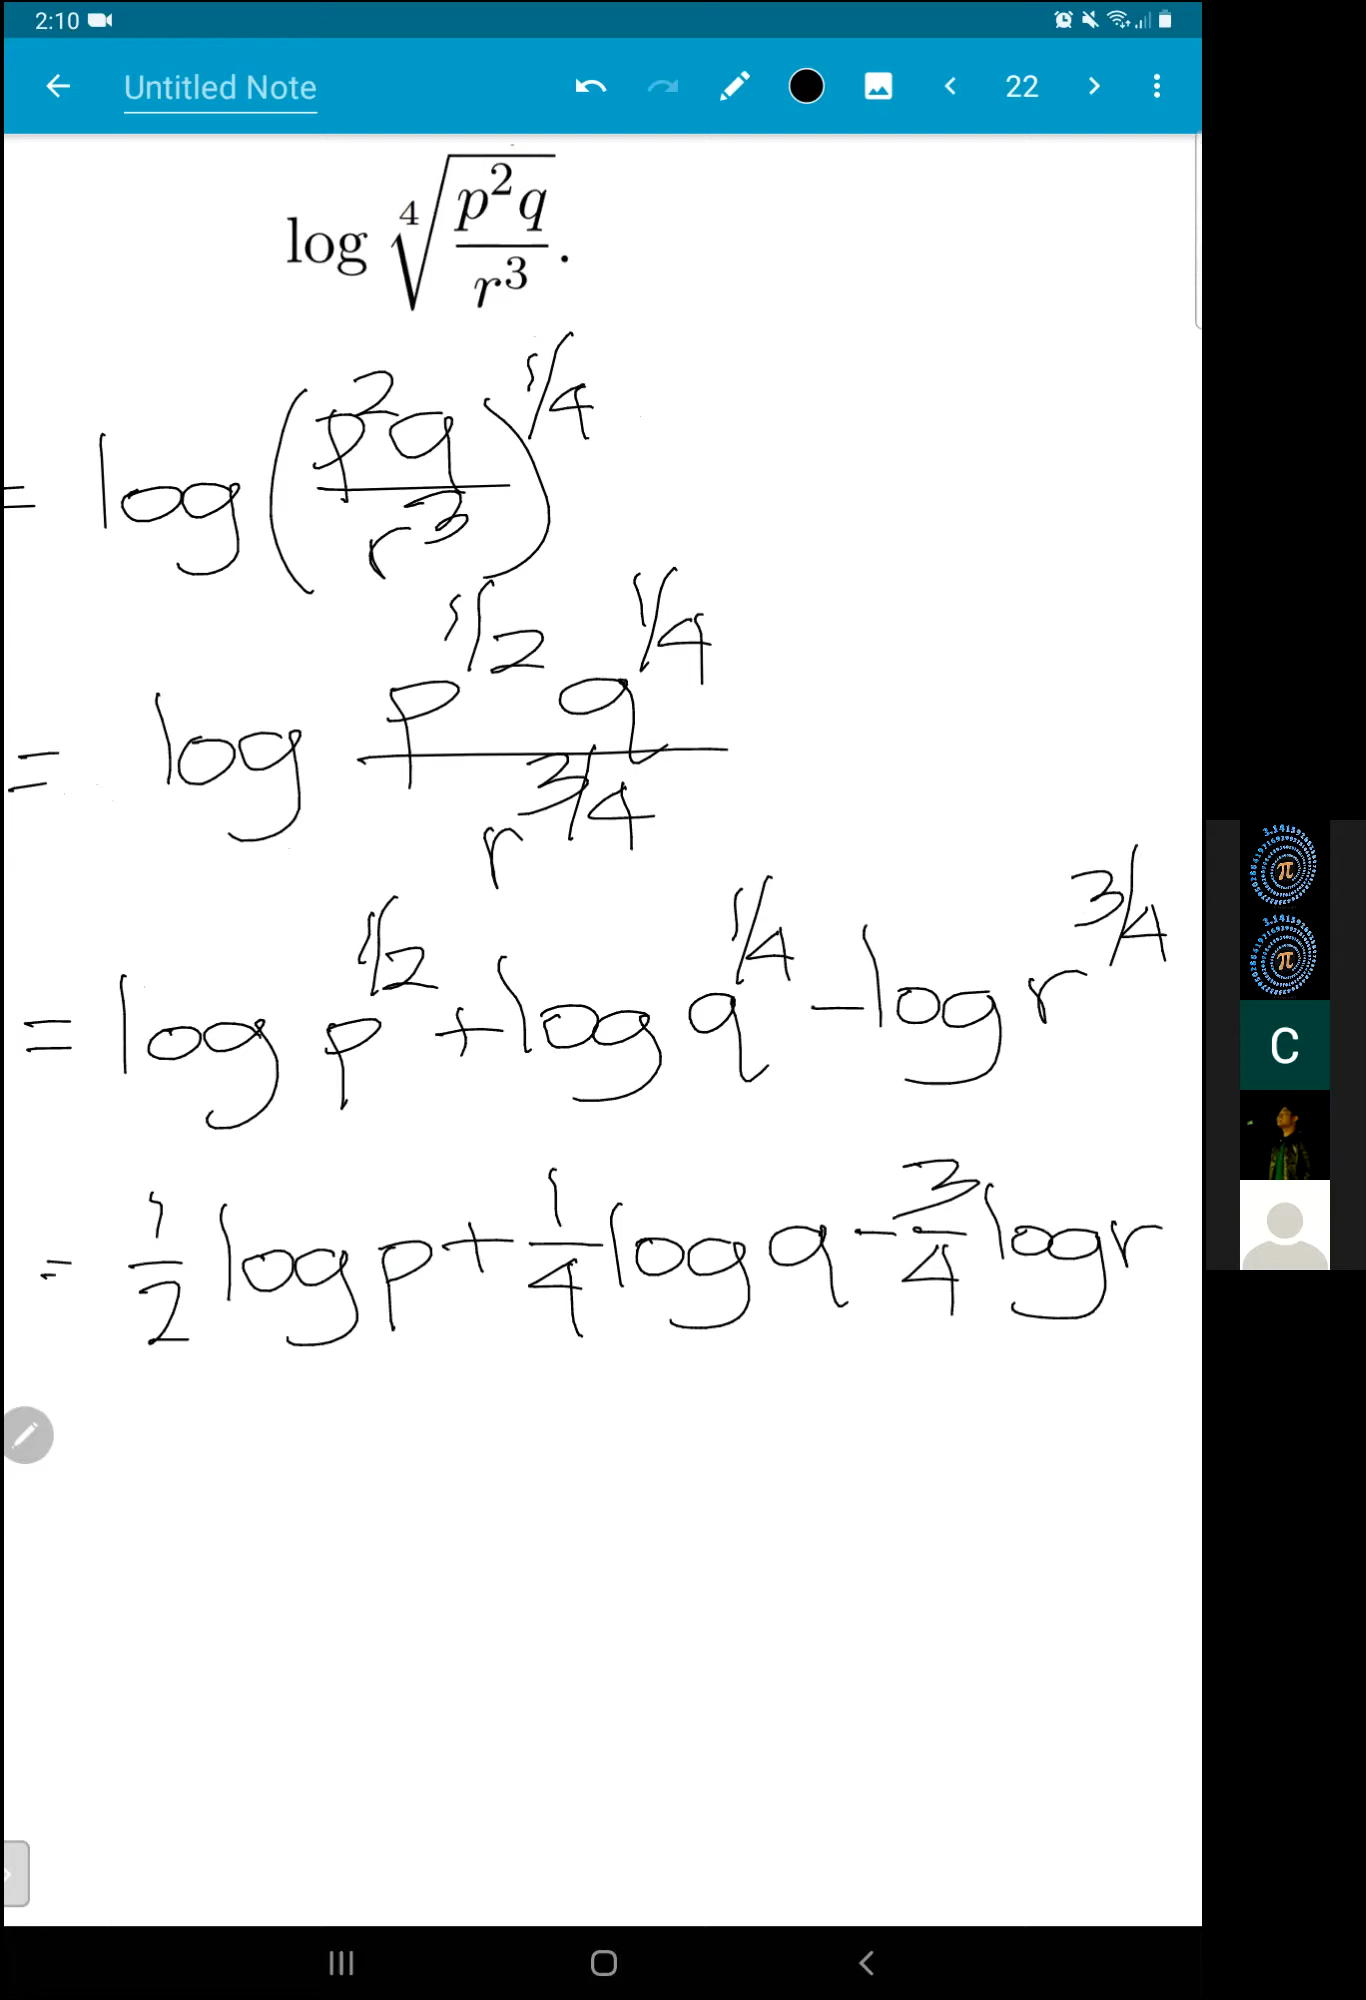 2:10
Untitled Note
22
log ∜(p²q / r³).
= log (p²q / r³)^1/4
= log p^1/2 q^1/4 / r^3/4
= log p^1/2 + log q^1/4 - log r^3/4
= 1/2 log p + 1/4 log q - 3/4 log r
π
π
C